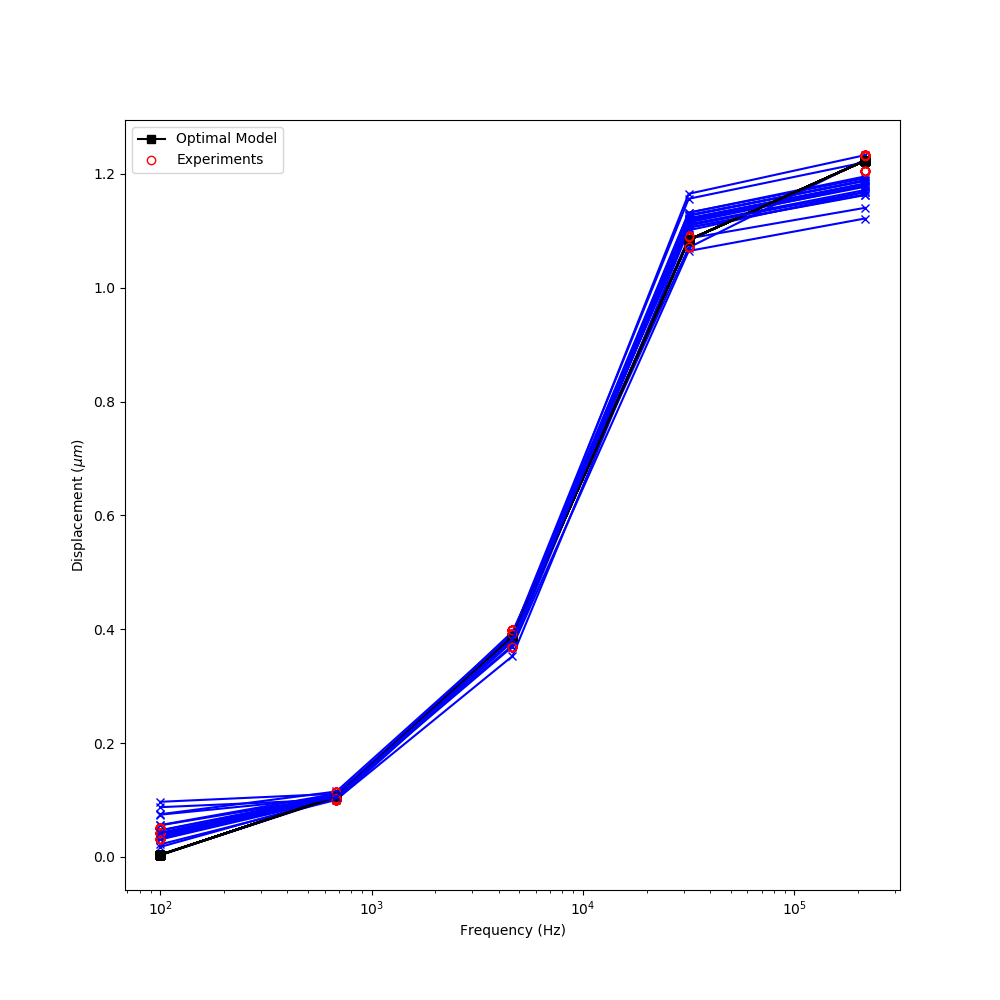 Optimal Model
Experiments
1.2
1.0
0.8
0.6
0.4
0.2
0.0
Displacement (μm)
10²
10³
10⁴
10⁵
Frequency (Hz)